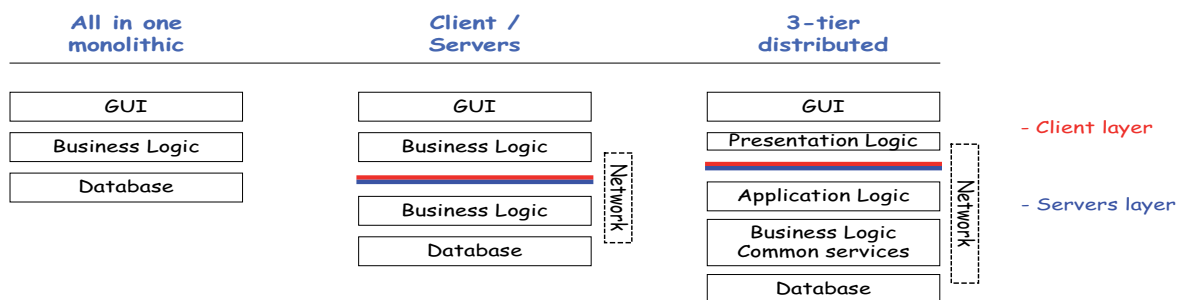 All in one
monolithic
Client /
Servers
3-tier
distributed
GUI
Business Logic
Database
GUI
Business Logic
Business Logic
Database
Network
GUI
Presentation Logic
Application Logic
Business Logic
Common services
Database
Network
- Client layer
- Servers layer